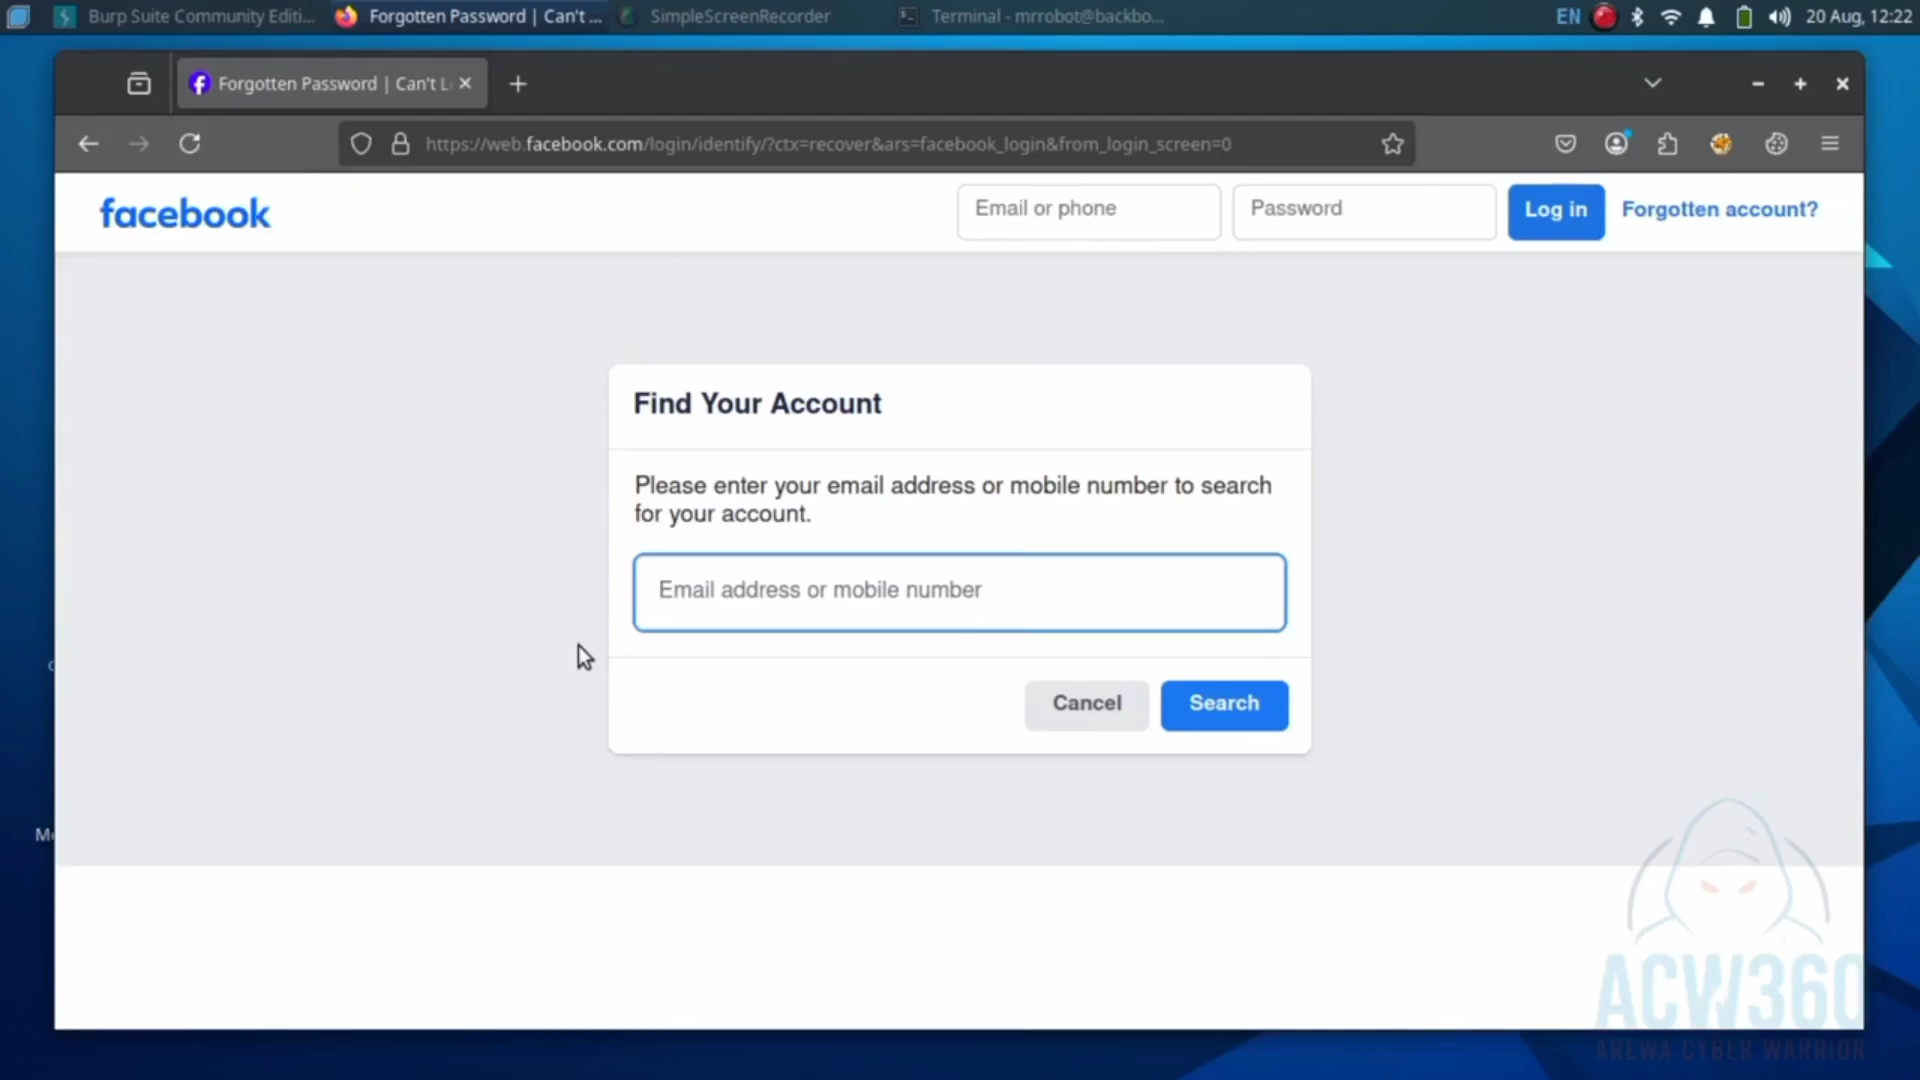 Burp Suite Community Editi...
Forgotten Password | Can't ...
SimpleScreenRecorder
Terminal - mrrobot@backbo...
EN
20 Aug, 12:22
Forgotten Password | Can't L
https://web.facebook.com/login/identify/?ctx=recover&ars=facebook_login&from_login_screen=0
facebook
Email or phone
Password
Log in
Forgotten account?
Find Your Account
Please enter your email address or mobile number to search
for your account.
Email address or mobile number
Cancel
Search
ACW360
AREWA CYBER WARRIOR